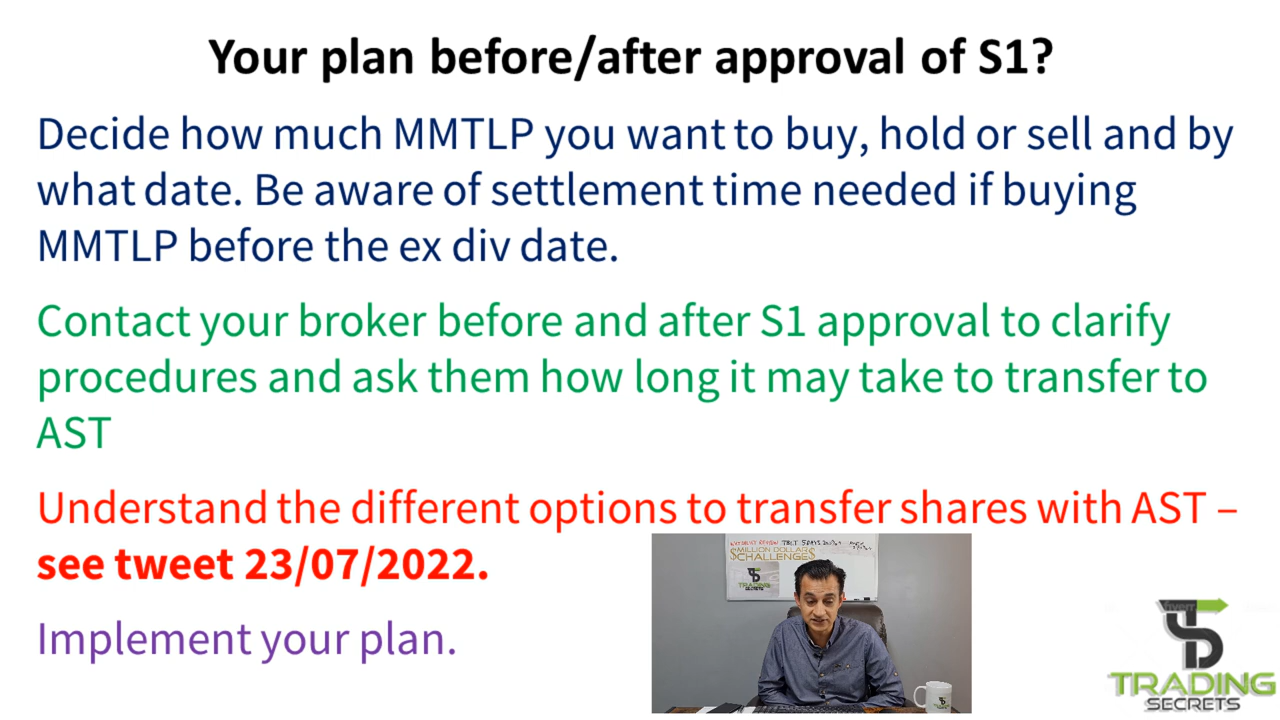 Your plan before/after approval of S1?
Decide how much MMTLP you want to buy, hold or sell and by
what date. Be aware of settlement time needed if buying
MMTLP before the ex div date.
Contact your broker before and after S1 approval to clarify
procedures and ask them how long it may take to transfer to
AST
Understand the different options to transfer shares with AST –
see tweet 23/07/2022.
Implement your plan.
MILLION DOLLAR
CHALLENGE
TRADING
SECRETS
TRADING
SECRETS